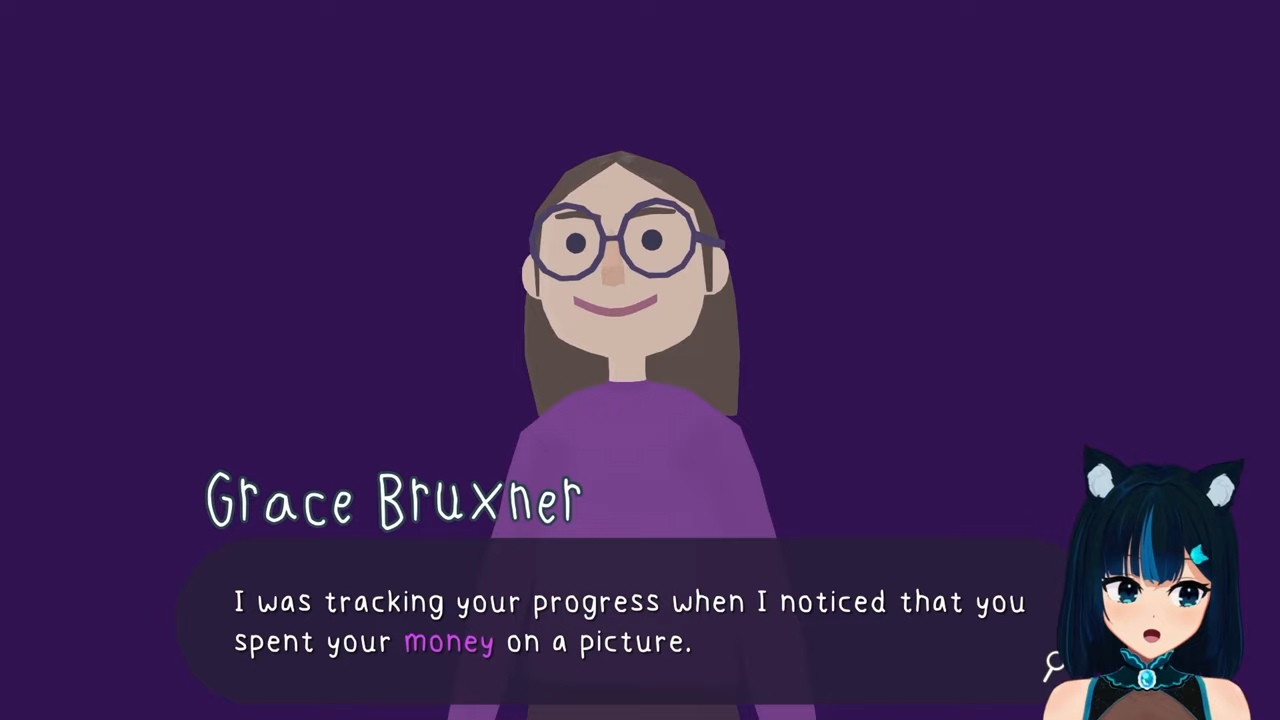 Grace Bruxner
I was tracking your progress when I noticed that you
spent your money on a picture.